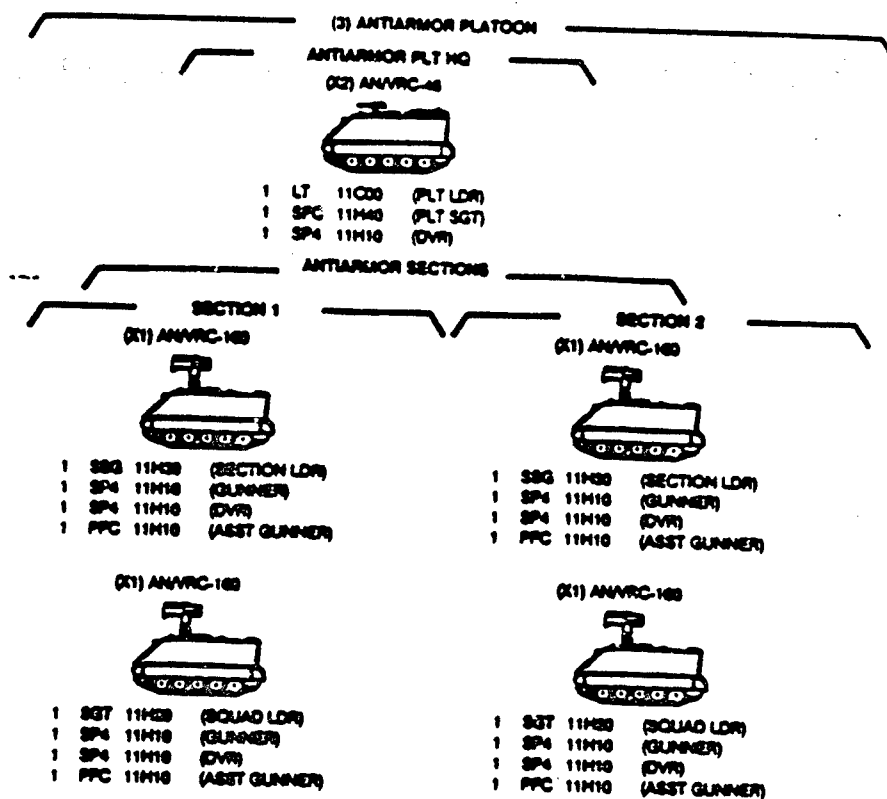 (3) ANTIARMOR PLATOON
ANTIARMOR PLT HQ
(X2) AN/VRC-46
1 LT 11C00 (PLT LDR)
1 SFC 11H40 (PLT SGT)
1 SP4 11H10 (DVR)
ANTIARMOR SECTIONS
SECTION 1
(X1) AN/VRC-160
1 SSG 11H30 (SECTION LDR)
1 SP4 11H10 (GUNNER)
1 SP4 11H10 (DVR)
1 PFC 11H10 (ASST GUNNER)
(X1) AN/VRC-160
1 SGT 11H20 (SQUAD LDR)
1 SP4 11H10 (GUNNER)
1 SP4 11H10 (DVR)
1 PFC 11H10 (ASST GUNNER)
SECTION 2
(X1) AN/VRC-160
1 SSG 11H30 (SECTION LDR)
1 SP4 11H10 (GUNNER)
1 SP4 11H10 (DVR)
1 PFC 11H10 (ASST GUNNER)
(X1) AN/VRC-160
1 SGT 11H20 (SQUAD LDR)
1 SP4 11H10 (GUNNER)
1 SP4 11H10 (DVR)
1 PFC 11H10 (ASST GUNNER)